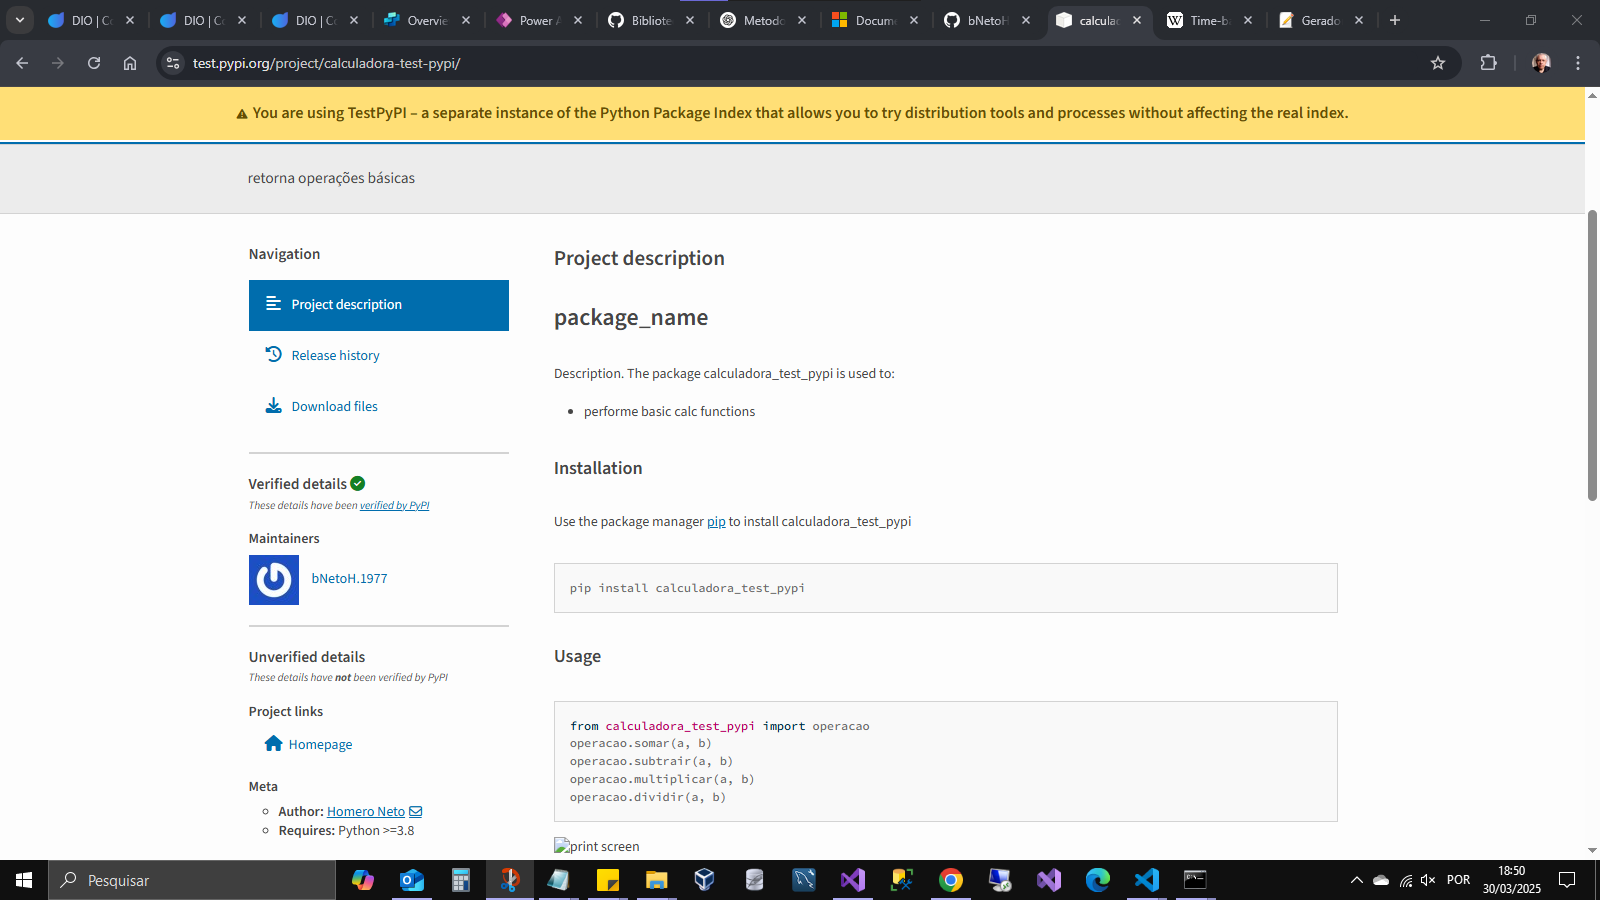 DIO | Co
DIO | Co
DIO | Co
Overvie
Power A
Bibliote
Metodo
Docume
bNetoH
calculad
Time-ba
Gerado
test.pypi.org/project/calculadora-test-pypi/
You are using TestPyPI – a separate instance of the Python Package Index that allows you to try distribution tools and processes without affecting the real index.
retorna operações básicas
Navigation
Project description
Release history
Download files
Verified details
These details have been verified by PyPI
Maintainers
bNetoH.1977
Unverified details
These details have not been verified by PyPI
Project links
Homepage
Meta
Author: Homero Neto
Requires: Python >=3.8
Project description
package_name
Description. The package calculadora_test_pypi is used to:
performe basic calc functions
Installation
Use the package manager pip to install calculadora_test_pypi
pip install calculadora_test_pypi
Usage
from calculadora_test_pypi import operacao
operacao.somar(a, b)
operacao.subtrair(a, b)
operacao.multiplicar(a, b)
operacao.dividir(a, b)
print screen
Pesquisar
POR
18:50
30/03/2025